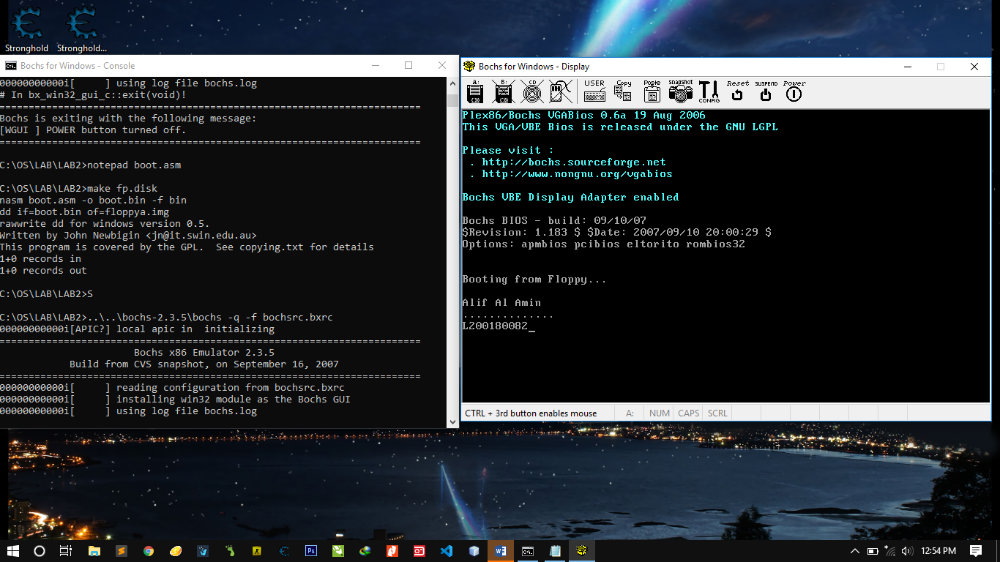 Stronghold
Stronghold...
Bochs for Windows - Console
00000000000i[      ] using log file bochs.log
# In bx_win32_gui_c::exit(void)!
========================================================================
Bochs is exiting with the following message:
[WGUI ] POWER button turned off.
========================================================================
C:\OS\LAB\LAB2>notepad boot.asm
C:\OS\LAB\LAB2>make fp.disk
nasm boot.asm -o boot.bin -f bin
dd if=boot.bin of=floppya.img
rawwrite dd for windows version 0.5.
Written by John Newbigin <jn@it.swin.edu.au>
This program is covered by the GPL.  See copying.txt for details
1+0 records in
1+0 records out
C:\OS\LAB\LAB2>S
C:\OS\LAB\LAB2>..\..\bochs-2.3.5\bochs -q -f bochsrc.bxrc
00000000000i[APIC?] local apic in  initializing
========================================================================
Bochs x86 Emulator 2.3.5
Build from CVS snapshot, on September 16, 2007
========================================================================
00000000000i[      ] reading configuration from bochsrc.bxrc
00000000000i[      ] installing win32 module as the Bochs GUI
00000000000i[      ] using log file bochs.log
Bochs for Windows - Display
A: B: CD USER Copy Paste snapshot CONFIG Reset SUSPEND Power
Plex86/Bochs VGABios 0.6a 19 Aug 2006
This VGA/VBE Bios is released under the GNU LGPL
Please visit :
. http://bochs.sourceforge.net
. http://www.nongnu.org/vgabios
Bochs VBE Display Adapter enabled
Bochs BIOS - build: 09/10/07
$Revision: 1.183 $ $Date: 2007/09/10 20:00:29 $
Options: apmbios pcibios eltorito rombios32
Booting from Floppy...
Alif Al Amin
..............
L200180082_
CTRL + 3rd button enables mouse A: NUM CAPS SCRL
12:54 PM